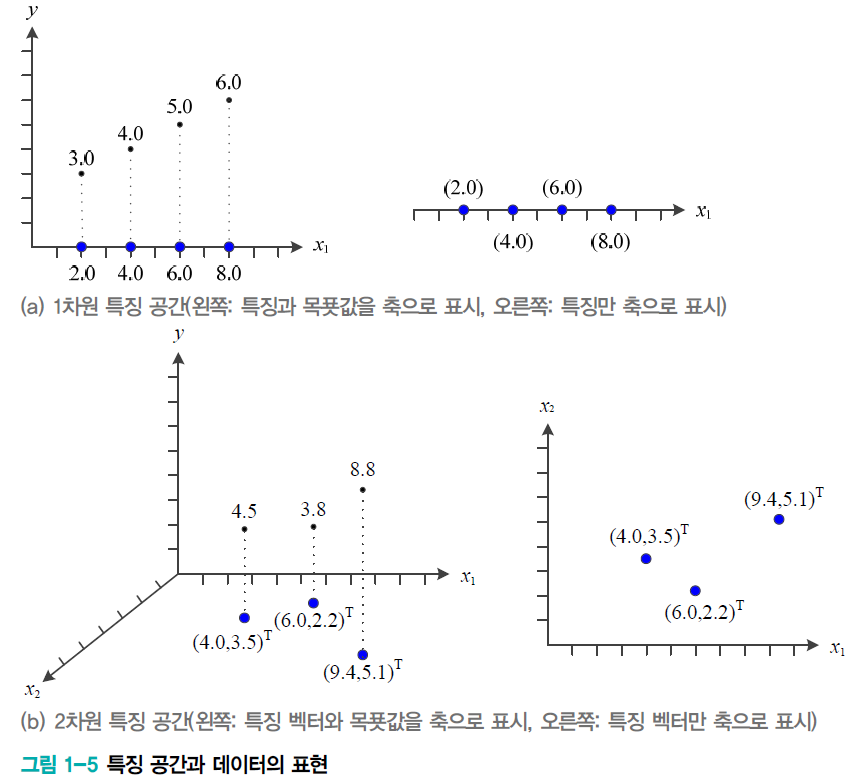 y
6.0
5.0
4.0
3.0
x₁
2.0 4.0 6.0 8.0
(2.0) (6.0)
x₁
(4.0) (8.0)
(a) 1차원 특징 공간(왼쪽: 특징과 목푯값을 축으로 표시, 오른쪽: 특징만 축으로 표시)
y
8.8
4.5
3.8
x₁
(6.0,2.2)ᵀ
(4.0,3.5)ᵀ
(9.4,5.1)ᵀ
x₂
x₂
(9.4,5.1)ᵀ
(4.0,3.5)ᵀ
(6.0,2.2)ᵀ
x₁
(b) 2차원 특징 공간(왼쪽: 특징 벡터와 목푯값을 축으로 표시, 오른쪽: 특징 벡터만 축으로 표시)
그림 1-5 특징 공간과 데이터의 표현